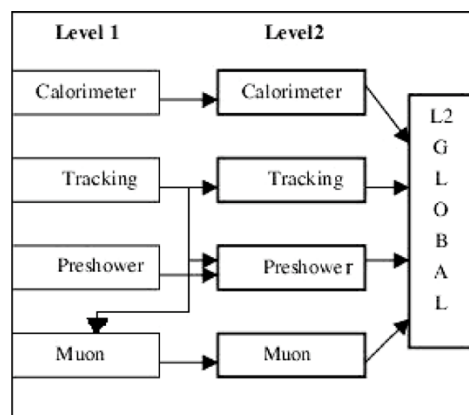 Level 1
Level2
Calorimeter
Calorimeter
Tracking
Tracking
Preshower
Preshower
Muon
Muon
L2
G
L
O
B
A
L